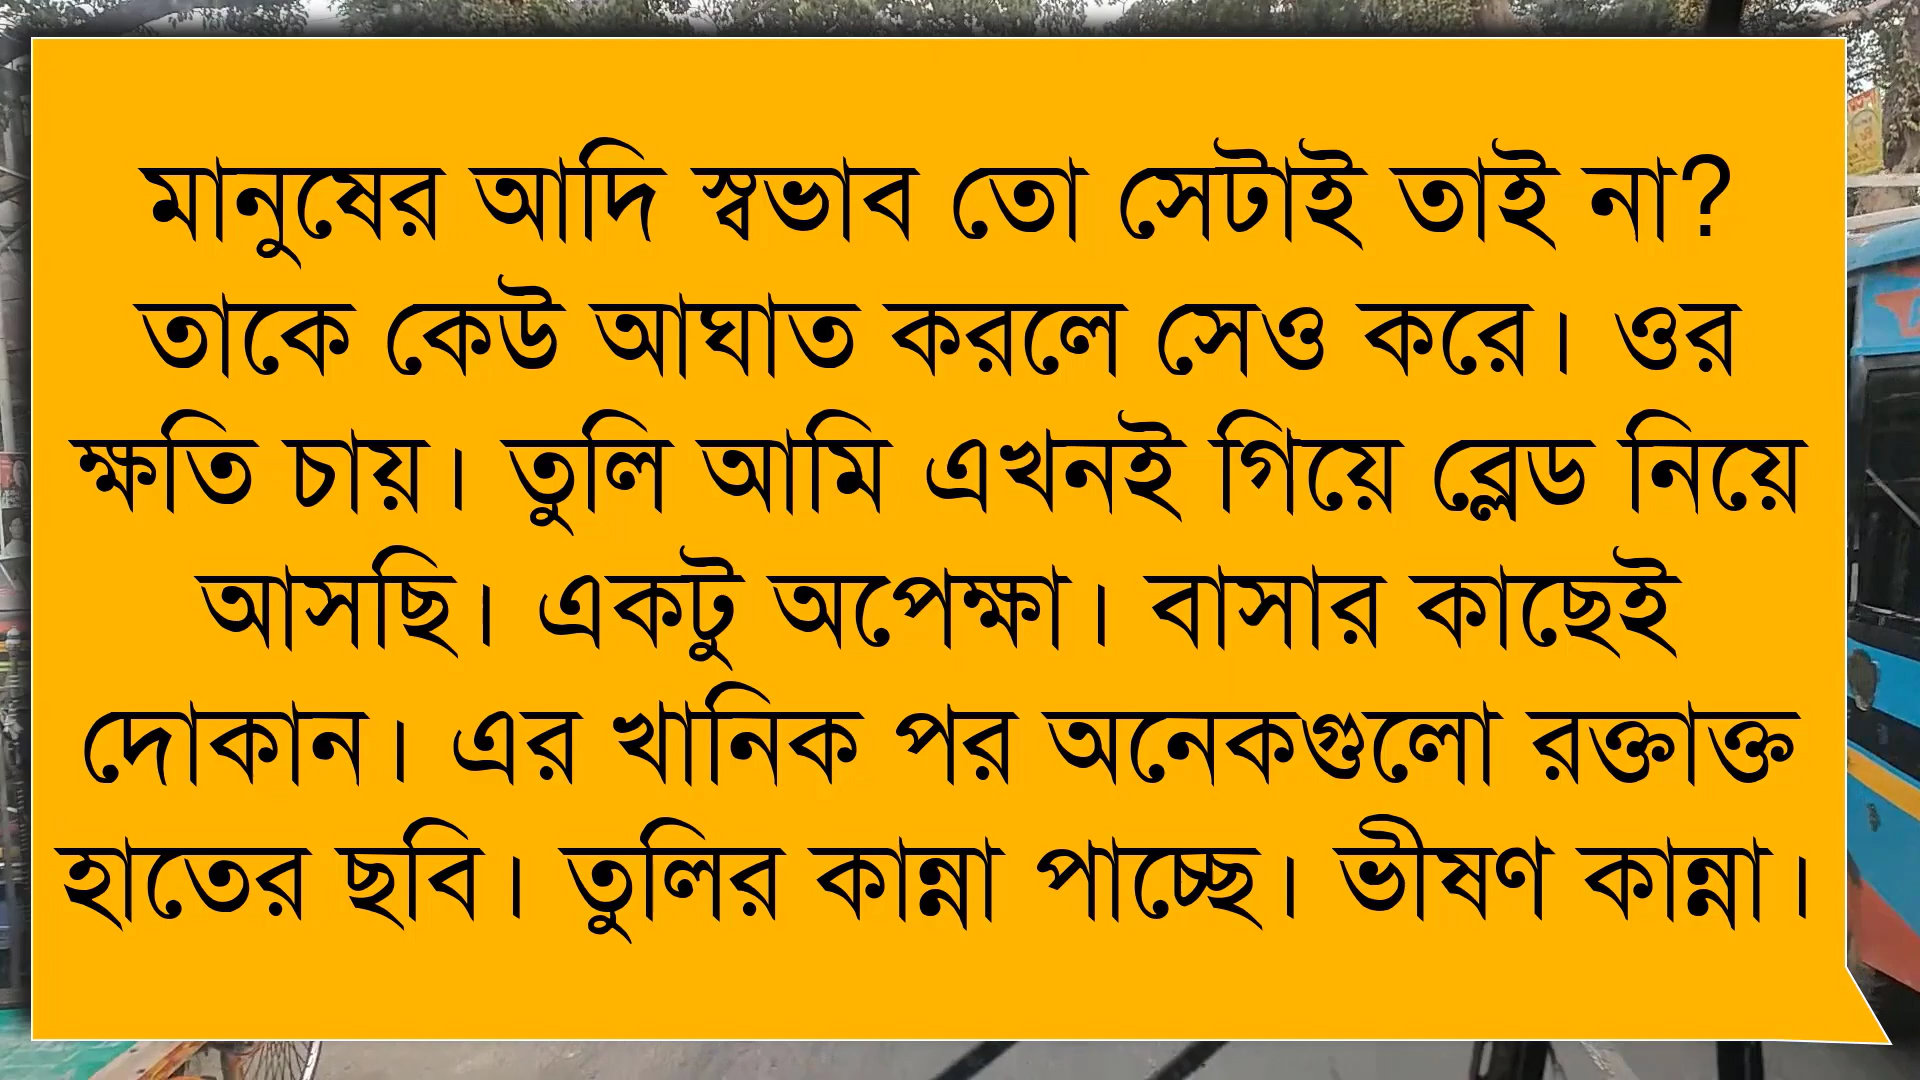 মানুষের আদি স্বভাব তো সেটাই তাই না?
তাকে কেউ আঘাত করলে সেও করে। ওর
ক্ষতি চায়। তুলি আমি এখনই গিয়ে ব্লেড নিয়ে
আসছি। একটু অপেক্ষা। বাসার কাছেই
দোকান। এর খানিক পর অনেকগুলো রক্তাক্ত
হাতের ছবি। তুলির কান্না পাচ্ছে। ভীষণ কান্না।